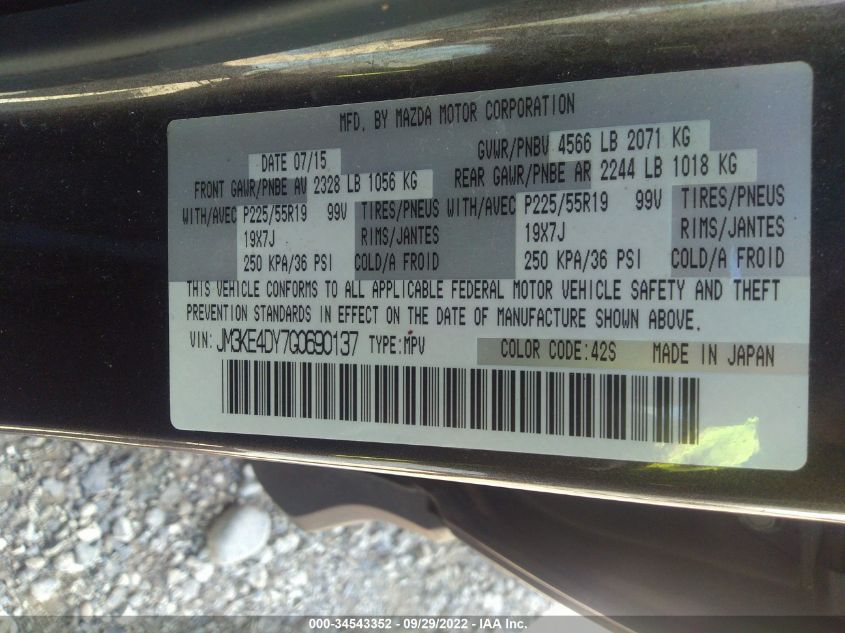 MFD. BY MAZDA MOTOR CORPORATION
DATE 07/15 GVWR/PNBV 4566 LB 2071 KG
FRONT GAWR/PNBE AV 2328 LB 1056 KG REAR GAWR/PNBE AR 2244 LB 1018 KG
WITH/AVEC P225/55R19 99V TIRES/PNEUS WITH/AVEC P225/55R19 99V TIRES/PNEUS
19X7J RIMS/JANTES 19X7J RIMS/JANTES
250 KPA/36 PSI COLD/A FROID 250 KPA/36 PSI COLD/A FROID
THIS VEHICLE CONFORMS TO ALL APPLICABLE FEDERAL MOTOR VEHICLE SAFETY AND THEFT
PREVENTION STANDARDS IN EFFECT ON THE DATE OF MANUFACTURE SHOWN ABOVE.
VIN: JM3KE4DY7G0690137 TYPE:MPV COLOR CODE:42S MADE IN JAPAN
000-34543352 - 09/29/2022 - IAA Inc.